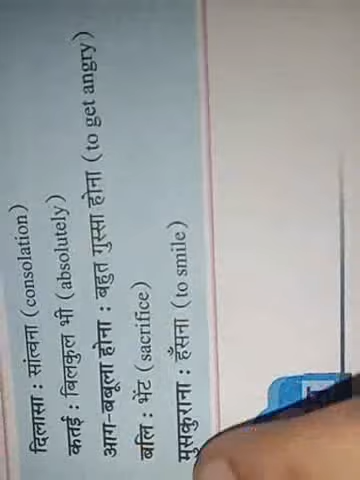 दिलासा : सांत्वना (consolation)
कतई : बिलकुल भी (absolutely)
आग-बबूला होना : बहुत गुस्सा होना (to get angry)
बलि : भेंट (sacrifice)
मुसकुराना : हँसना (to smile)